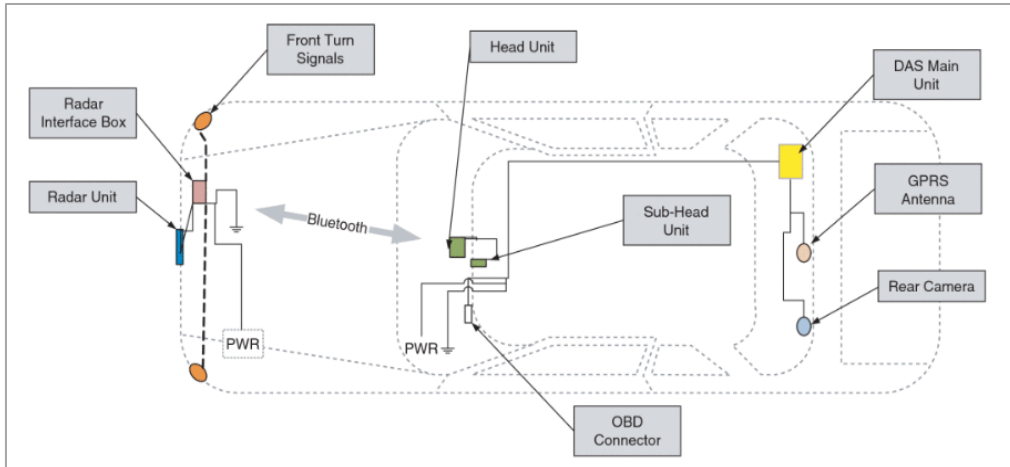 Front Turn
Signals
Head Unit
DAS Main
Unit
Radar
Interface Box
Radar Unit
GPRS
Antenna
Sub-Head
Unit
Bluetooth
Rear Camera
PWR
PWR
OBD
Connector